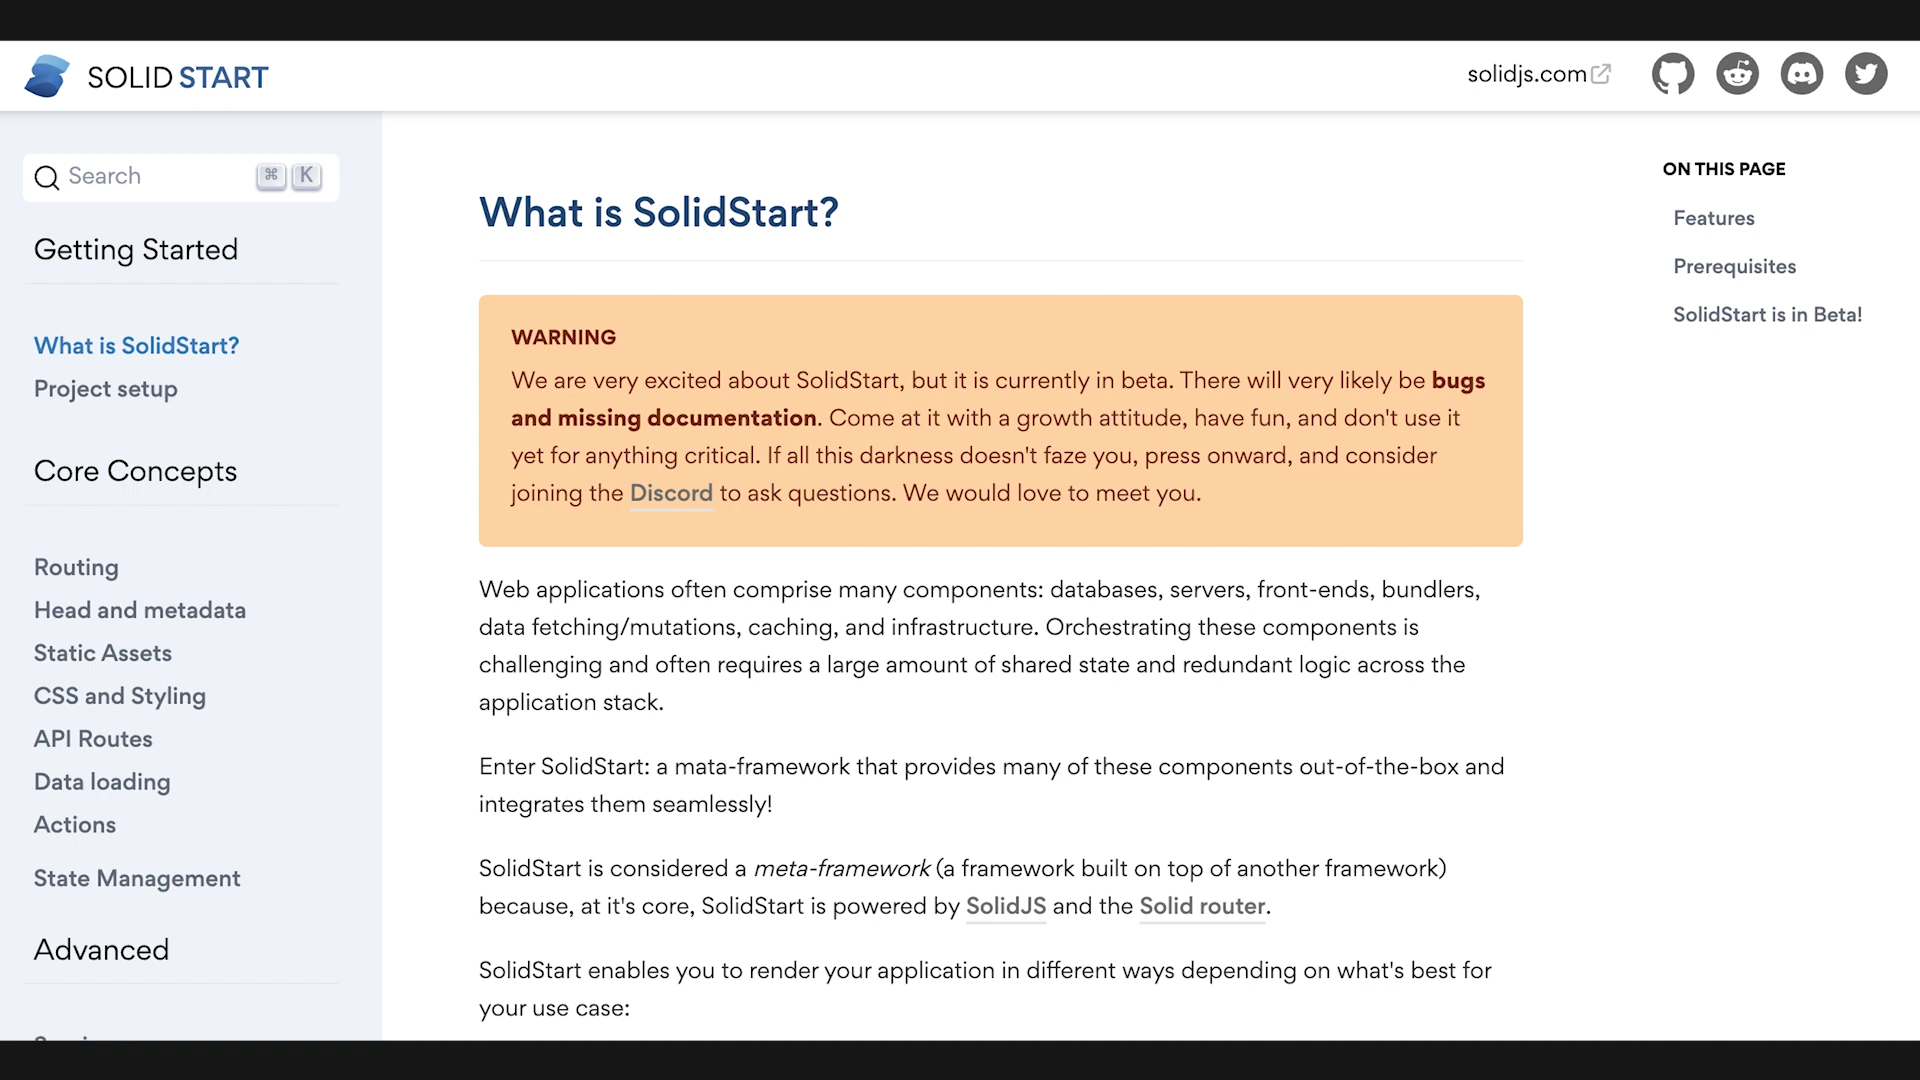 SOLID START
solidjs.com
Search ⌘ K
Getting Started
What is SolidStart?
Project setup
Core Concepts
Routing
Head and metadata
Static Assets
CSS and Styling
API Routes
Data loading
Actions
State Management
Advanced
What is SolidStart?
WARNING
We are very excited about SolidStart, but it is currently in beta. There will very likely be bugs
and missing documentation. Come at it with a growth attitude, have fun, and don't use it
yet for anything critical. If all this darkness doesn't faze you, press onward, and consider
joining the Discord to ask questions. We would love to meet you.
Web applications often comprise many components: databases, servers, front-ends, bundlers,
data fetching/mutations, caching, and infrastructure. Orchestrating these components is
challenging and often requires a large amount of shared state and redundant logic across the
application stack.
Enter SolidStart: a mata-framework that provides many of these components out-of-the-box and
integrates them seamlessly!
SolidStart is considered a meta-framework (a framework built on top of another framework)
because, at it's core, SolidStart is powered by SolidJS and the Solid router.
SolidStart enables you to render your application in different ways depending on what's best for
your use case:
ON THIS PAGE
Features
Prerequisites
SolidStart is in Beta!